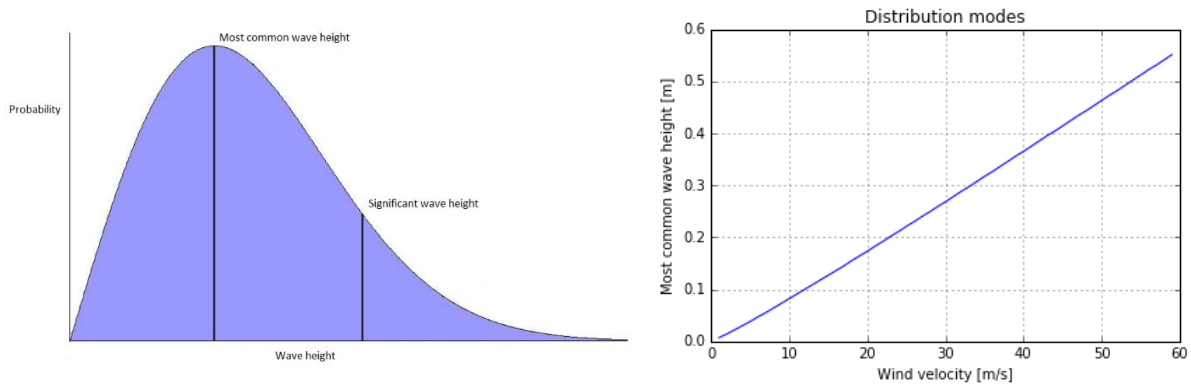 Most common wave height
Probability
Significant wave height
Wave height
Distribution modes
Most common wave height [m]
0.6
0.5
0.4
0.3
0.2
0.1
0.0
0 10 20 30 40 50 60
Wind velocity [m/s]